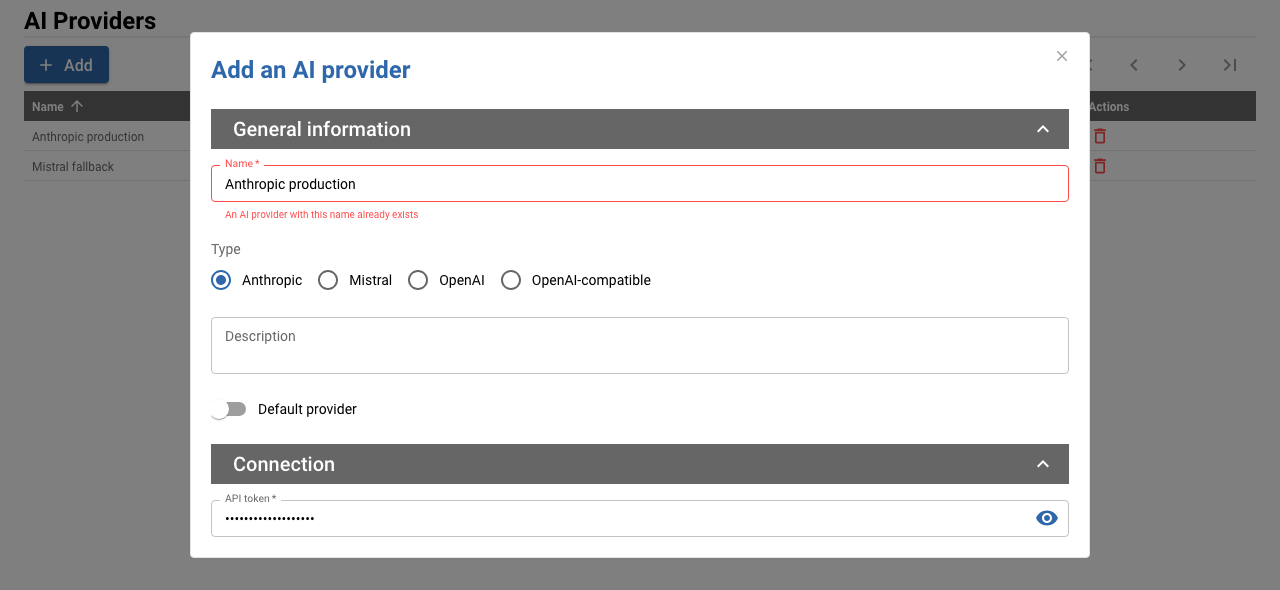 AI Providers
Add
Name
Actions
Anthropic production
Mistral fallback
Add an AI provider
General information
Name *
Anthropic production
An AI provider with this name already exists
Type
Anthropic
Mistral
OpenAI
OpenAI-compatible
Description
Default provider
Connection
API token *
•••••••••••••••••••